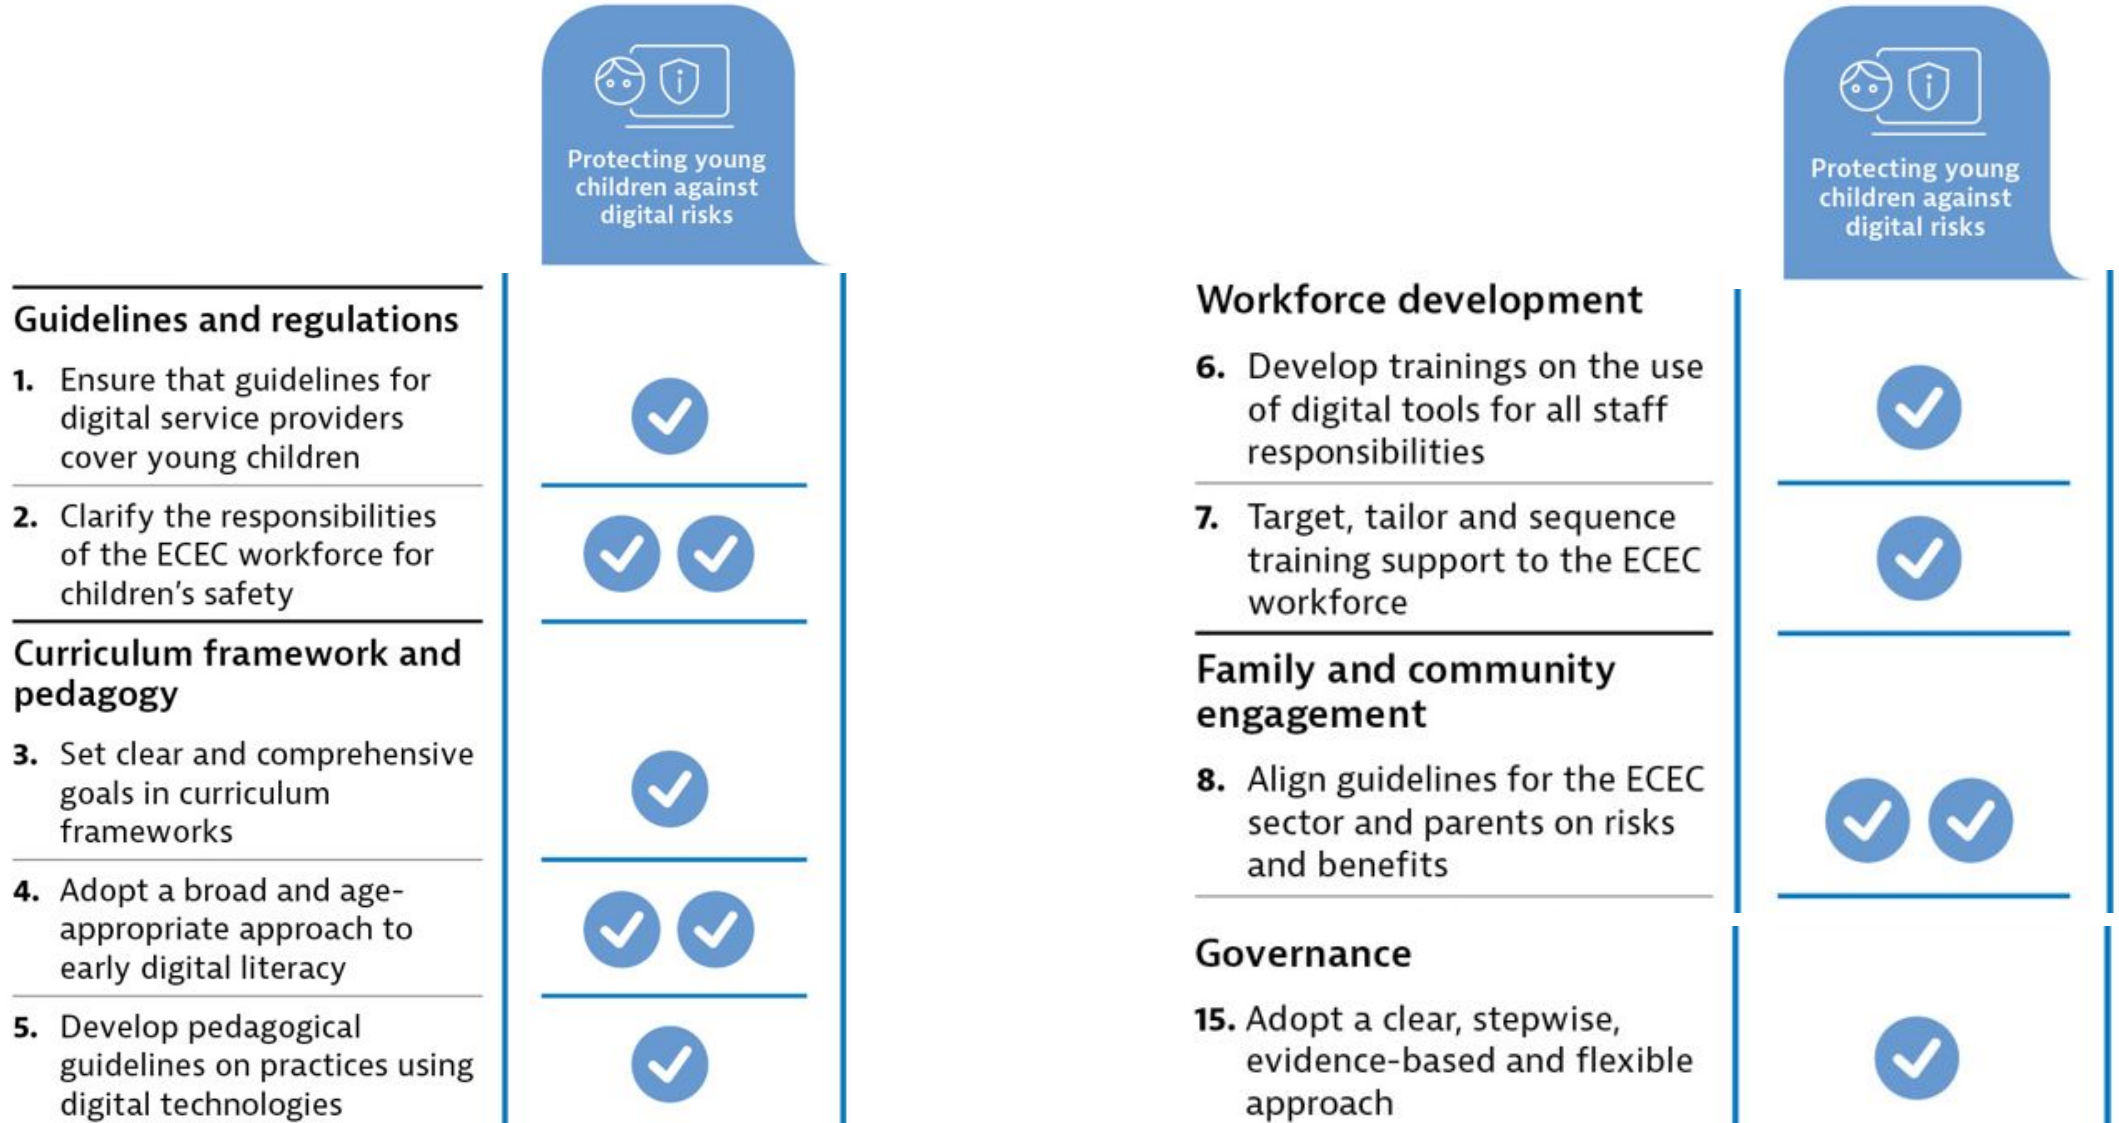 Protecting young
children against
digital risks
Guidelines and regulations
1. Ensure that guidelines for
digital service providers
cover young children
2. Clarify the responsibilities
of the ECEC workforce for
children's safety
Curriculum framework and
pedagogy
3. Set clear and comprehensive
goals in curriculum
frameworks
4. Adopt a broad and age-
appropriate approach to
early digital literacy
5. Develop pedagogical
guidelines on practices using
digital technologies
Protecting young
children against
digital risks
Workforce development
6. Develop trainings on the use
of digital tools for all staff
responsibilities
7. Target, tailor and sequence
training support to the ECEC
workforce
Family and community
engagement
8. Align guidelines for the ECEC
sector and parents on risks
and benefits
Governance
15. Adopt a clear, stepwise,
evidence-based and flexible
approach